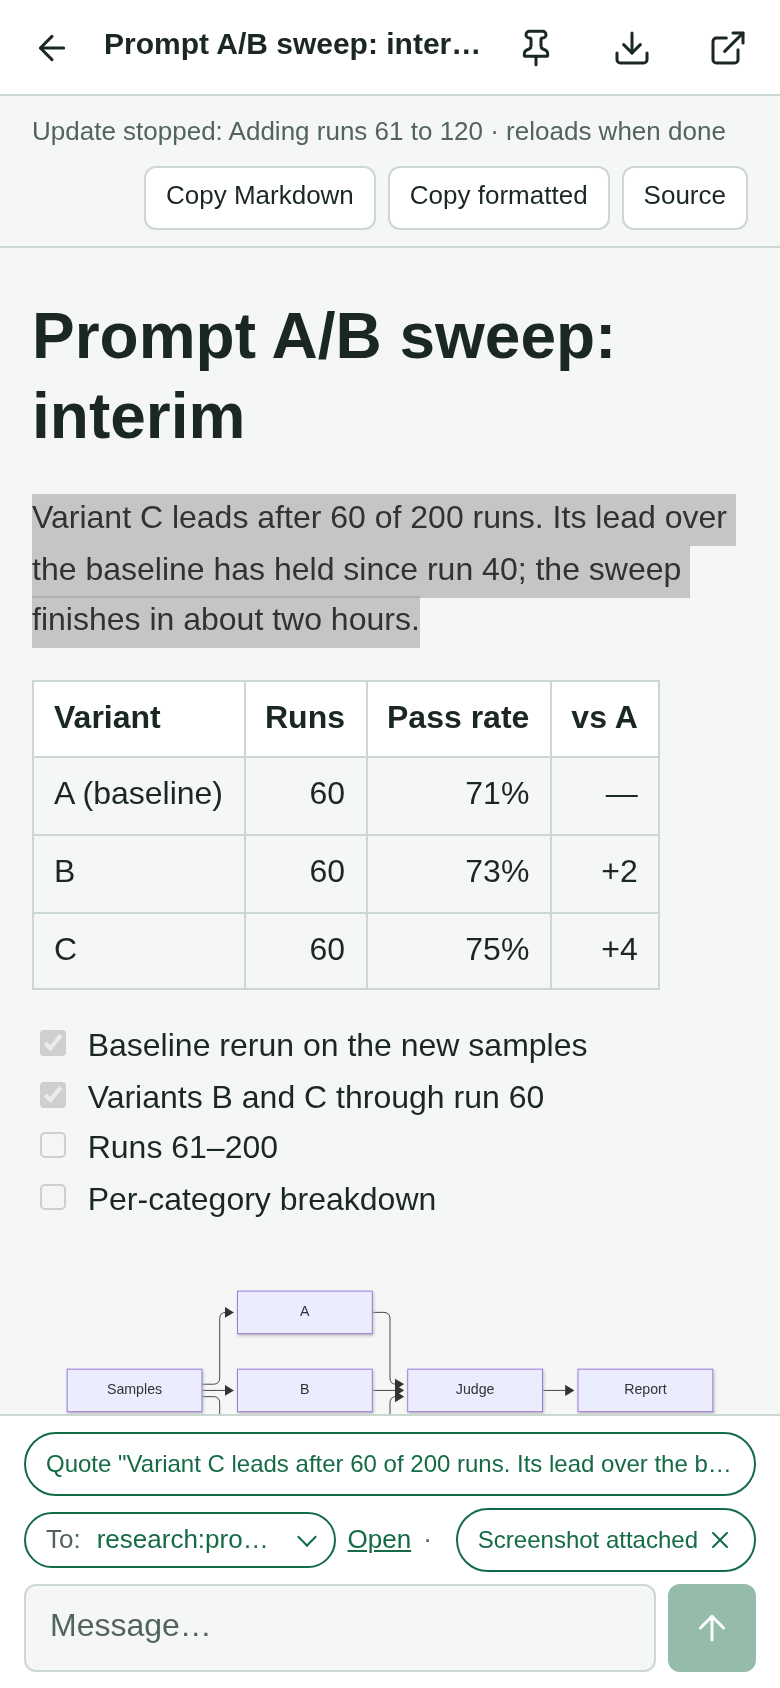 Prompt A/B sweep: inter…
Update stopped: Adding runs 61 to 120 · reloads when done
Copy Markdown
Copy formatted
Source
Prompt A/B sweep:
interim
Variant C leads after 60 of 200 runs. Its lead over
the baseline has held since run 40; the sweep
finishes in about two hours.
Variant Runs Pass rate vs A
A (baseline) 60 71% —
B 60 73% +2
C 60 75% +4
Baseline rerun on the new samples
Variants B and C through run 60
Runs 61–200
Per-category breakdown
A
Samples B Judge Report
Quote "Variant C leads after 60 of 200 runs. Its lead over the b…
To: research:pro… Open · Screenshot attached
Message…